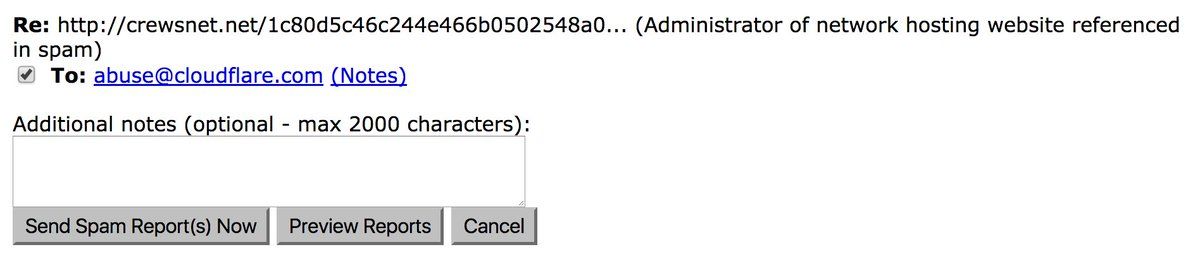 Re: http://crewsnet.net/1c80d5c46c244e466b0502548a0... (Administrator of network hosting website referenced
in spam)
To: abuse@cloudflare.com (Notes)
Additional notes (optional - max 2000 characters):
Send Spam Report(s) Now Preview Reports Cancel